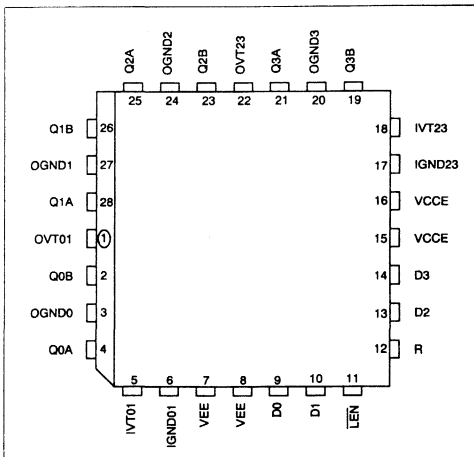 Q2A OGND2 Q2B OVT23 Q3A OGND3 Q3B
25 24 23 22 21 20 19
Q1B 26 18 IVT23
OGND1 27 17 IGND23
Q1A 28 16 VCCE
OVT01 1 15 VCCE
Q0B 2 14 D3
OGND0 3 13 D2
Q0A 4 12 R
5 6 7 8 9 10 11
IVT01 IGND01 VEE VEE D0 D1 LEN